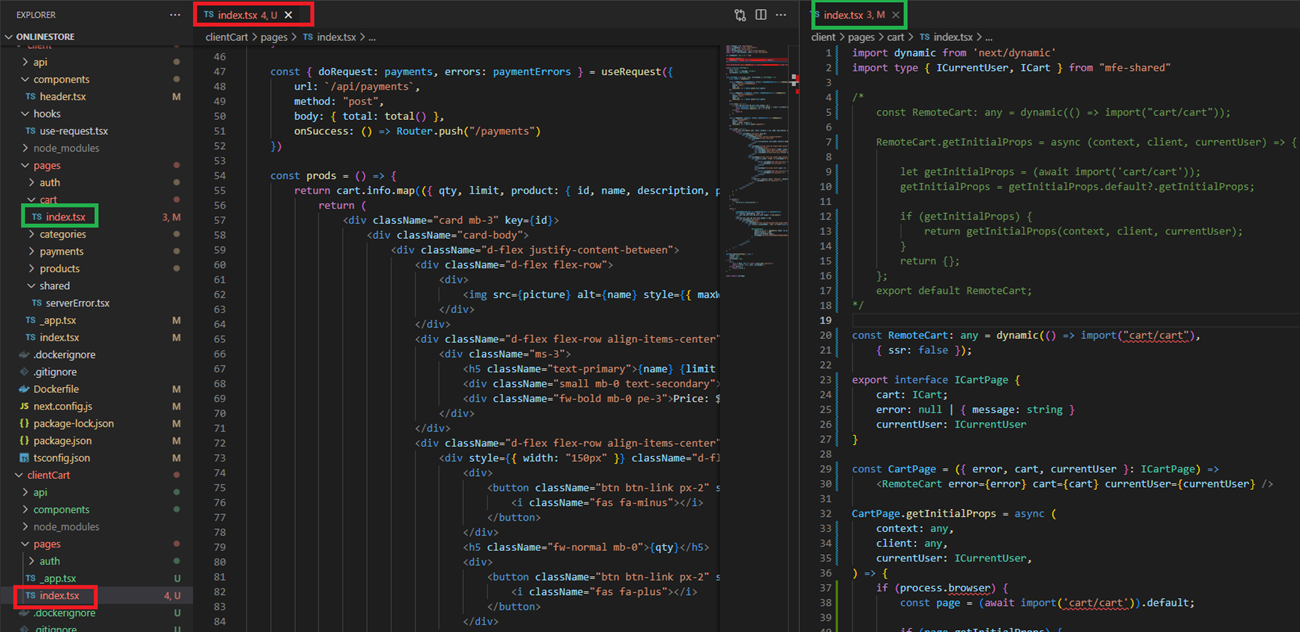 EXPLORER
ONLINESTORE
client
api
components
TS header.tsx M
hooks
TS use-request.tsx
node_modules
pages
auth
cart
TS index.tsx 3, M
categories
payments
products
shared
TS serverError.tsx
TS _app.tsx M
TS index.tsx M
.dockerignore
.gitignore
Dockerfile M
JS next.config.js M
{} package-lock.json M
{} package.json M
tsconfig.json M
clientCart
api
components
node_modules
pages
auth
TS _app.tsx U
TS index.tsx 4, U
.dockerignore U
.gitignore U
TS index.tsx 4, U
clientCart > pages > TS index.tsx > ...
46
47 const { doRequest: payments, errors: paymentErrors } = useRequest({
48 url: `/api/payments`,
49 method: "post",
50 body: { total: total() },
51 onSuccess: () => Router.push("/payments")
52 })
53
54 const prods = () => {
55 return cart.info.map(({ qty, limit, product: { id, name, description, p
56 return (
57 <div className="card mb-3" key={id}>
58 <div className="card-body">
59 <div className="d-flex justify-content-between">
60 <div className="d-flex flex-row">
61 <div>
62 <img src={picture} alt={name} style={{ maxW
63 </div>
64 </div>
65 <div className="d-flex flex-row align-items-center"
66 <div className="ms-3">
67 <h5 className="text-primary">{name} {limit
68 <div className="small mb-0 text-secondary">
69 <div className="fw-bold mb-0 pe-3">Price: $
70 </div>
71 </div>
72 <div className="d-flex flex-row align-items-center"
73 <div style={{ width: "150px" }} className="d-fl
74 <div>
75 <button className="btn btn-link px-2" s
76 <i className="fas fa-minus"></i>
77 </button>
78 </div>
79 <h5 className="fw-normal mb-0">{qty}</h5>
80 <div>
81 <button className="btn btn-link px-2" s
82 <i className="fas fa-plus"></i>
83 </button>
84 </div>
TS index.tsx 3, M
client > pages > cart > TS index.tsx > ...
1 import dynamic from 'next/dynamic'
2 import type { ICurrentUser, ICart } from "mfe-shared"
3
4 /*
5 const RemoteCart: any = dynamic(() => import("cart/cart"));
6
7 RemoteCart.getInitialProps = async (context, client, currentUser) => {
8
9 let getInitialProps = (await import('cart/cart'));
10 getInitialProps = getInitialProps.default?.getInitialProps;
11
12 if (getInitialProps) {
13 return getInitialProps(context, client, currentUser);
14 }
15 return {};
16 };
17 export default RemoteCart;
18 */
19
20 const RemoteCart: any = dynamic(() => import("cart/cart"),
21 { ssr: false });
22
23 export interface ICartPage {
24 cart: ICart;
25 error: null | { message: string }
26 currentUser: ICurrentUser
27 }
28
29 const CartPage = ({ error, cart, currentUser }: ICartPage) =>
30 <RemoteCart error={error} cart={cart} currentUser={currentUser} />
31
32 CartPage.getInitialProps = async (
33 context: any,
34 client: any,
35 currentUser: ICurrentUser,
36 ) => {
37 if (process.browser) {
38 const page = (await import('cart/cart')).default;
39
40 if (page.getInitialProps) {